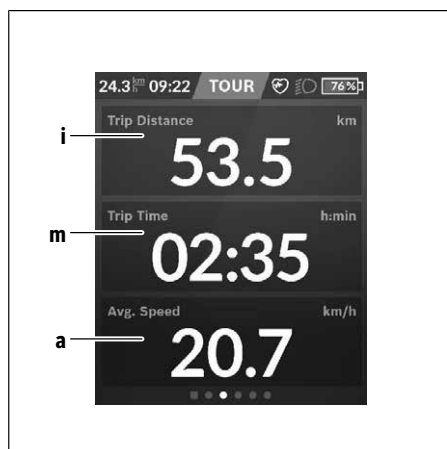 24.3 km/h 09:22 TOUR 76%
Trip Distance km
i
53.5
Trip Time h:min
m
02:35
Avg. Speed km/h
a
20.7